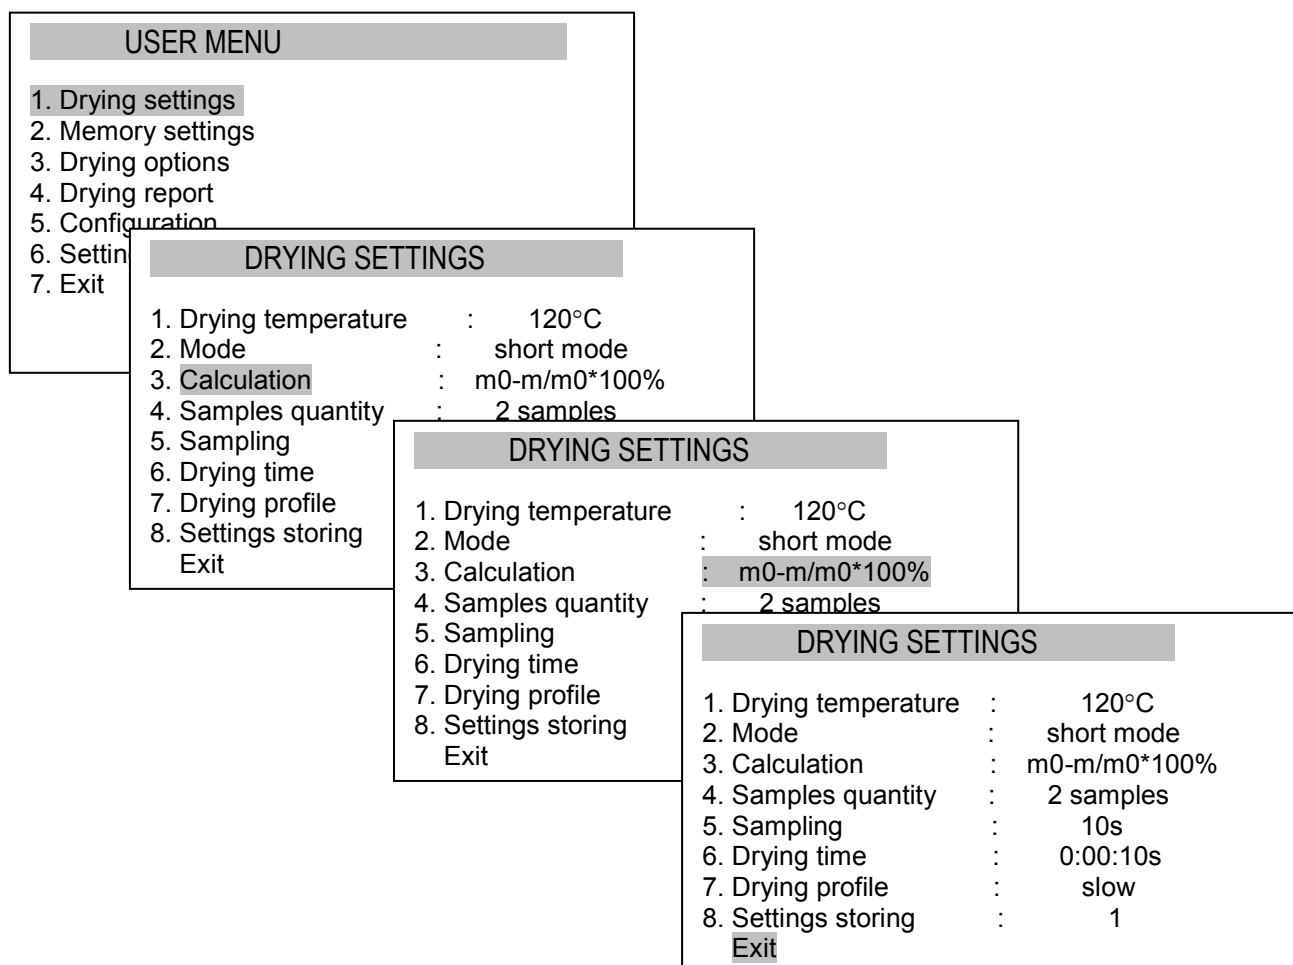 USER MENU
1. Drying settings
2. Memory settings
3. Drying options
4. Drying report
5. Configuration
6. Settin
7. Exit
DRYING SETTINGS
1. Drying temperature : 120°C
2. Mode : short mode
3. Calculation : m0-m/m0*100%
4. Samples quantity : 2 samples
5. Sampling
6. Drying time
7. Drying profile
8. Settings storing
Exit
DRYING SETTINGS
1. Drying temperature : 120°C
2. Mode : short mode
3. Calculation : m0-m/m0*100%
4. Samples quantity : 2 samples
5. Sampling
6. Drying time
7. Drying profile
8. Settings storing
Exit
DRYING SETTINGS
1. Drying temperature : 120°C
2. Mode : short mode
3. Calculation : m0-m/m0*100%
4. Samples quantity : 2 samples
5. Sampling : 10s
6. Drying time : 0:00:10s
7. Drying profile : slow
8. Settings storing : 1
Exit